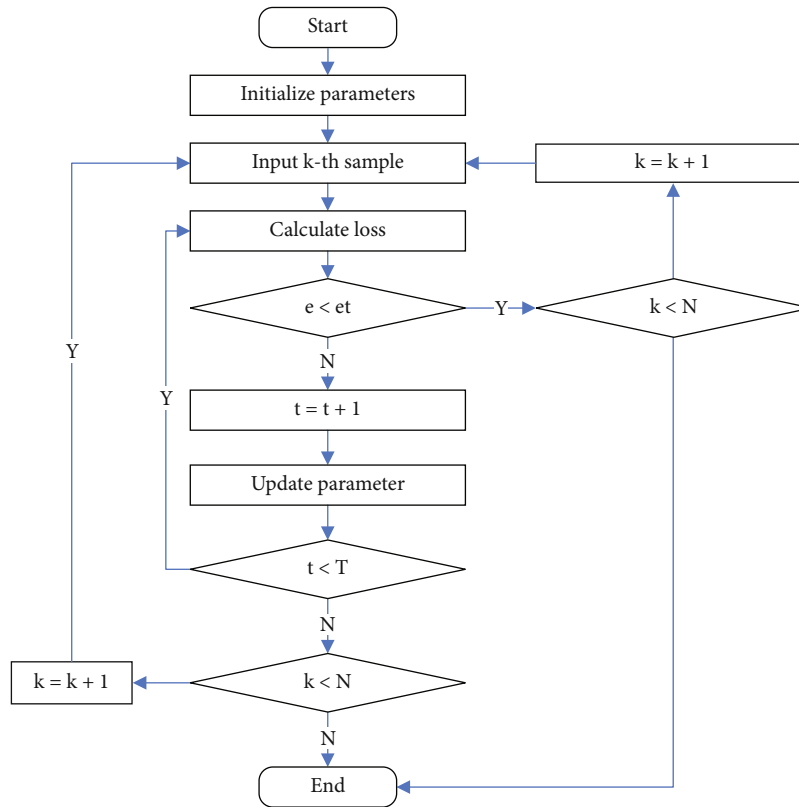 Start
Initialize parameters
Input k-th sample
k = k + 1
Calculate loss
e < et
Y
k < N
N
Y
Y
t = t + 1
Update parameter
t < T
N
k = k + 1
k < N
N
End